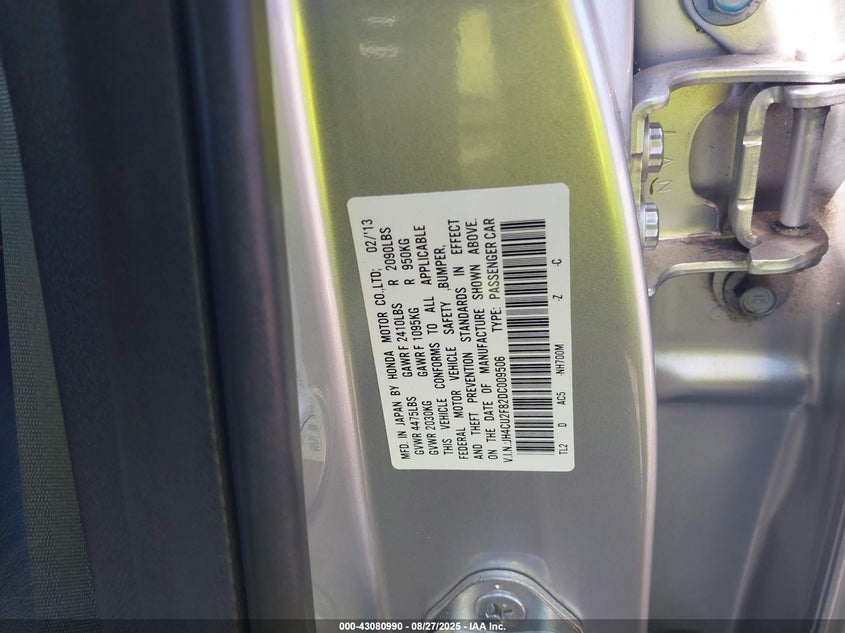 MFD. IN JAPAN BY HONDA MOTOR CO.,LTD; 02/'13
GVWR 4475LBS GAWR F 2410LBS R 2090LBS
GVWR 2030KG GAWR F 1095KG R 950KG
THIS VEHICLE CONFORMS TO ALL APPLICABLE
FEDERAL MOTOR VEHICLE SAFETY ,BUMPER,
AND THEFT PREVENTION STANDARDS IN EFFECT
ON THE DATE OF MANUFACTURE SHOWN ABOVE.
V.I.N.:JH4CU2F82DC009506 TYPE: PASSENGER CAR
TL2 D AC5 -NH700M -Z -C
000-43080990 - 08/27/2025 - IAA Inc.